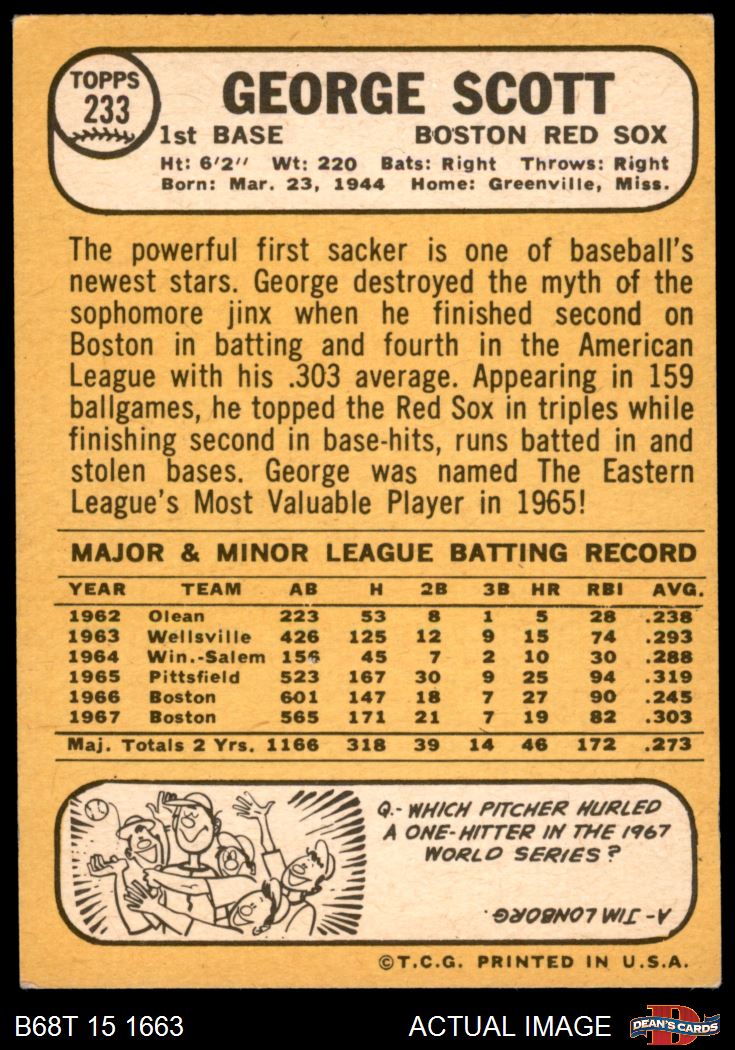 TOPPS
233
GEORGE SCOTT
1st BASE BOSTON RED SOX
Ht: 6'2" Wt: 220 Bats: Right Throws: Right
Born: Mar. 23, 1944 Home: Greenville, Miss.
The powerful first sacker is one of baseball's
newest stars. George destroyed the myth of the
sophomore jinx when he finished second on
Boston in batting and fourth in the American
League with his .303 average. Appearing in 159
ballgames, he topped the Red Sox in triples while
finishing second in base-hits, runs batted in and
stolen bases. George was named The Eastern
League's Most Valuable Player in 1965!
MAJOR & MINOR LEAGUE BATTING RECORD
YEAR TEAM AB H 2B 3B HR RBI AVG.
1962 Olean 223 53 8 1 5 28 .238
1963 Wellsville 426 125 12 9 15 74 .293
1964 Win.-Salem 156 45 7 2 10 30 .288
1965 Pittsfield 523 167 30 9 25 94 .319
1966 Boston 601 147 18 7 27 90 .245
1967 Boston 565 171 21 7 19 82 .303
Maj. Totals 2 Yrs. 1166 318 39 14 46 172 .273
Q.- WHICH PITCHER HURLED
A ONE-HITTER IN THE 1967
WORLD SERIES?
A- JIM LONBORG.
©T.C.G. PRINTED IN U.S.A.
B68T 15 1663 ACTUAL IMAGE
D
DEAN'S CARDS